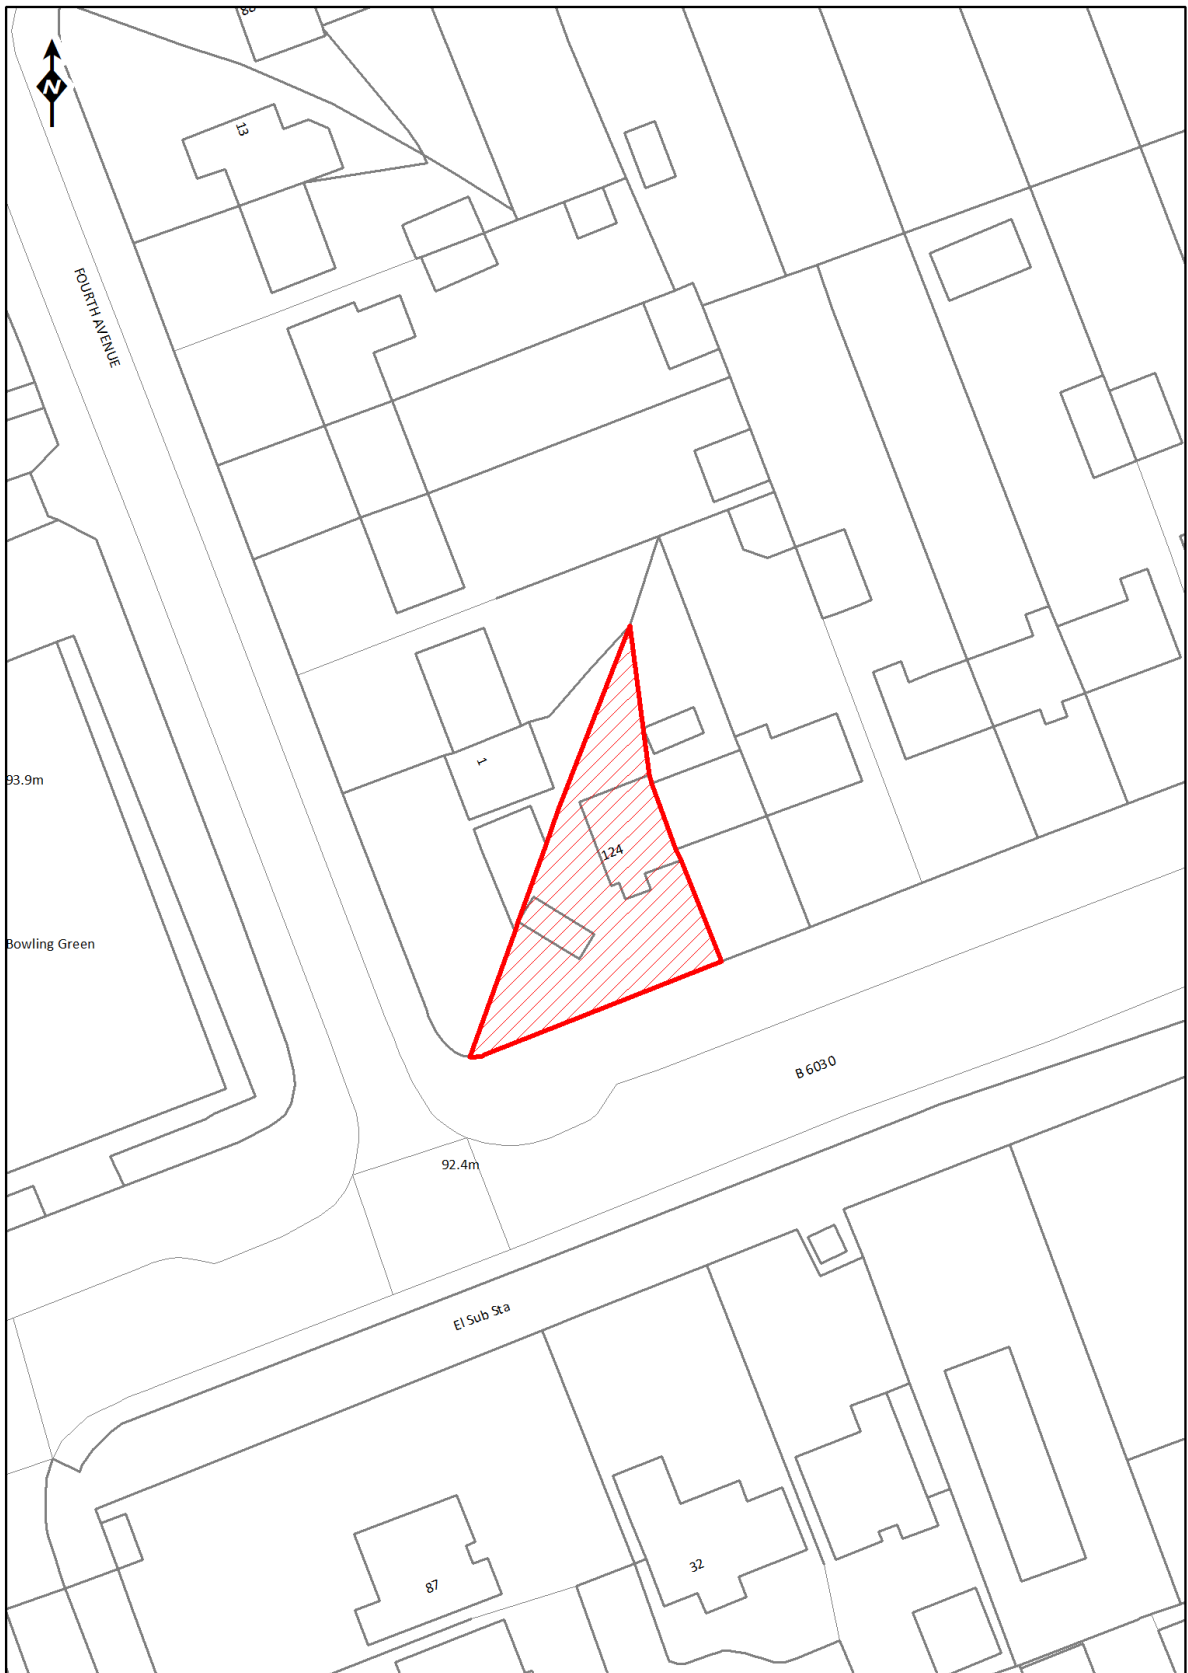 N
13
FOURTH AVENUE
1
93.9m
124
Bowling Green
B 6030
92.4m
El Sub Sta
32
87